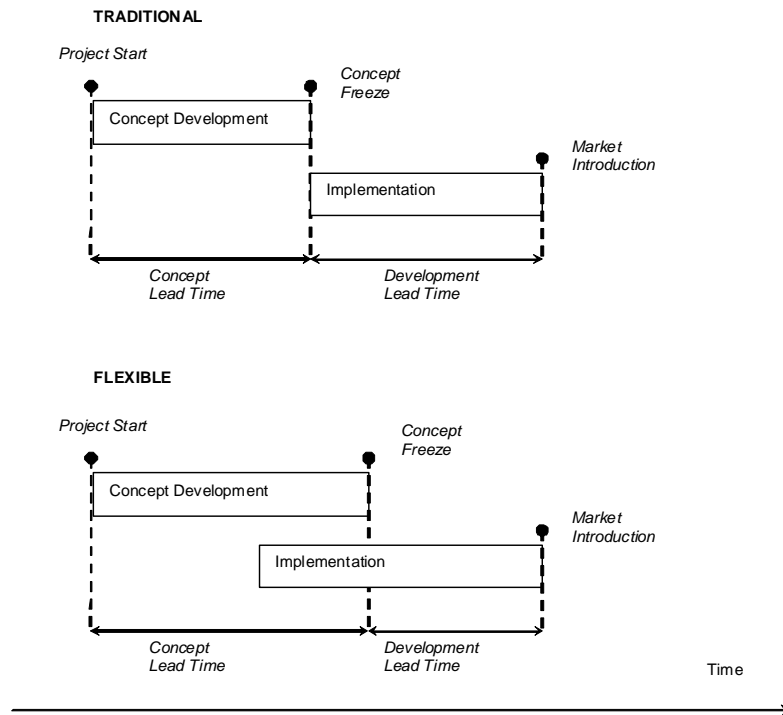 TRADITIONAL
Project Start
Concept
Freeze
Concept Development
Market
Introduction
Implementation
Concept
Lead Time
Development
Lead Time
FLEXIBLE
Project Start
Concept
Freeze
Concept Development
Market
Introduction
Implementation
Concept
Lead Time
Development
Lead Time
Time